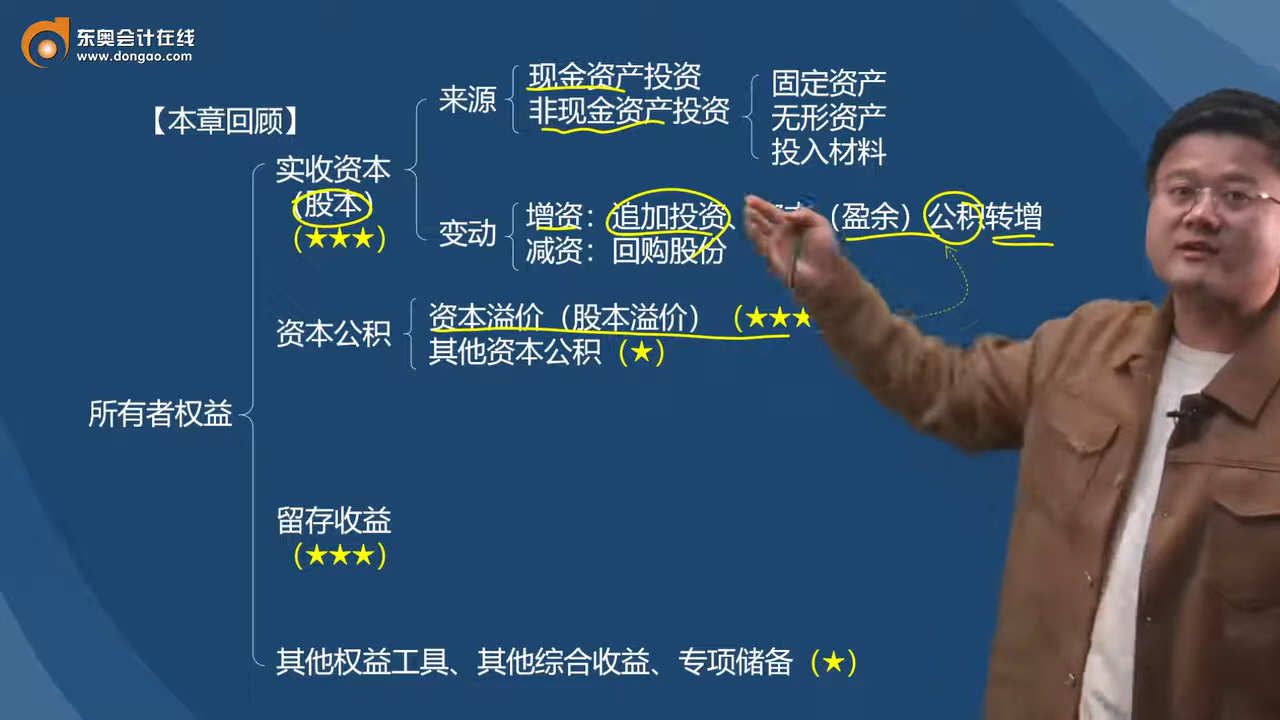 东奥会计在线
www.dongao.com
【本章回顾】
所有者权益
实收资本
（股本）
（★★★）
来源
现金资产投资
非现金资产投资
固定资产
无形资产
投入材料
变动
增资：追加投资、（盈余）公积转增
减资：回购股份
资本公积
资本溢价（股本溢价）（★★★
其他资本公积（★）
留存收益
（★★★）
其他权益工具、其他综合收益、专项储备（★）